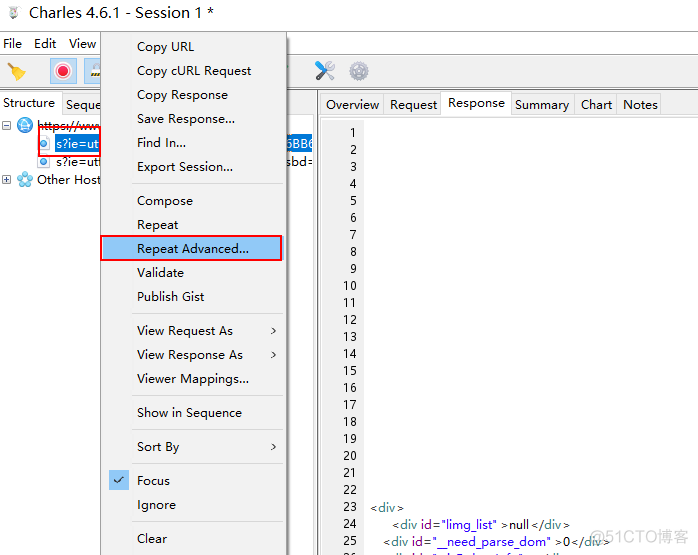 Charles 4.6.1 - Session 1 *
File Edit View
Structure Seque
Overview Request Response Summary Chart Notes
https://ww
s?ie=ut
6BB6
s?ie=ut
sbd=
Other Host
Copy URL
Copy cURL Request
Copy Response
Save Response...
Find In...
Export Session...
Compose
Repeat
Repeat Advanced...
Validate
Publish Gist
View Request As >
View Response As >
Viewer Mappings...
Show in Sequence
Sort By >
Focus
Ignore
Clear
1
2
3
4
5
6
7
8
9
10
11
12
13
14
15
16
17
18
19
20
21
22
23 <div>
24 <div id="limg_list" >null</div>
25 <div id="__need_parse_dom" >0</div>
@51CTO博客